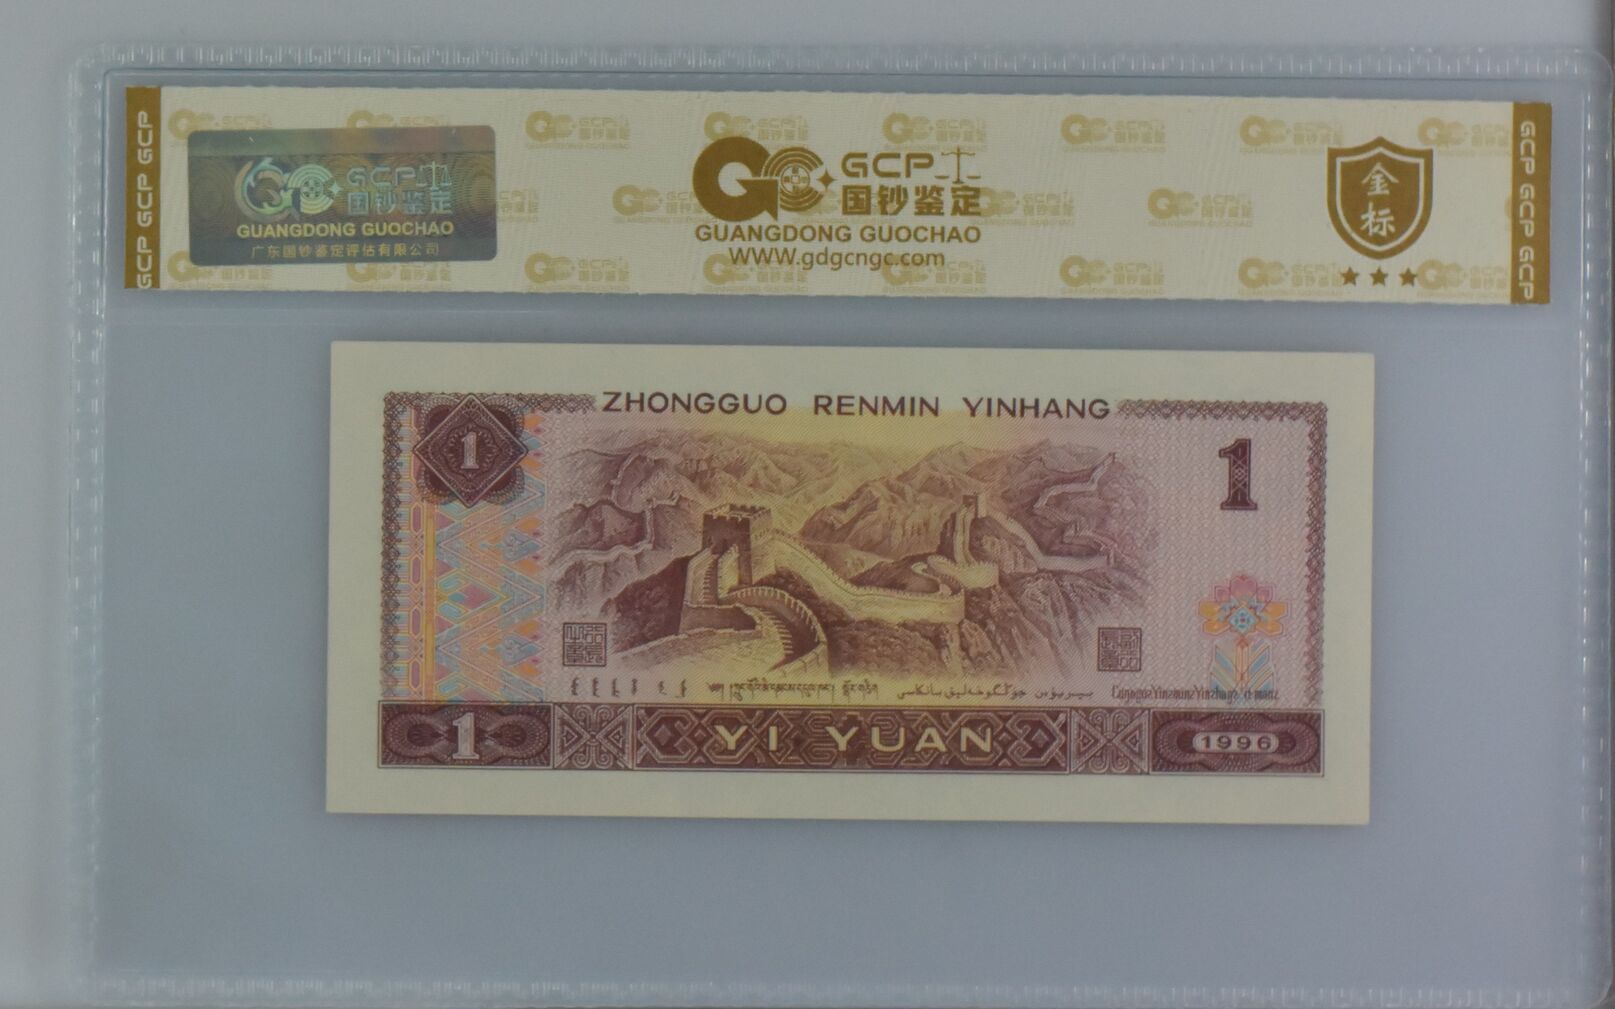 GCP GCP GCP
GCP
国钞鉴定
GUANGDONG GUOCHAO
广东国钞鉴定评估有限公司
GCP
国钞鉴定
GUANGDONG GUOCHAO
WWW.gdgcngc.com
金标
GCP GCP GCP
ZHONGGUO RENMIN YINHANG
1
1
1
YI YUAN
1996